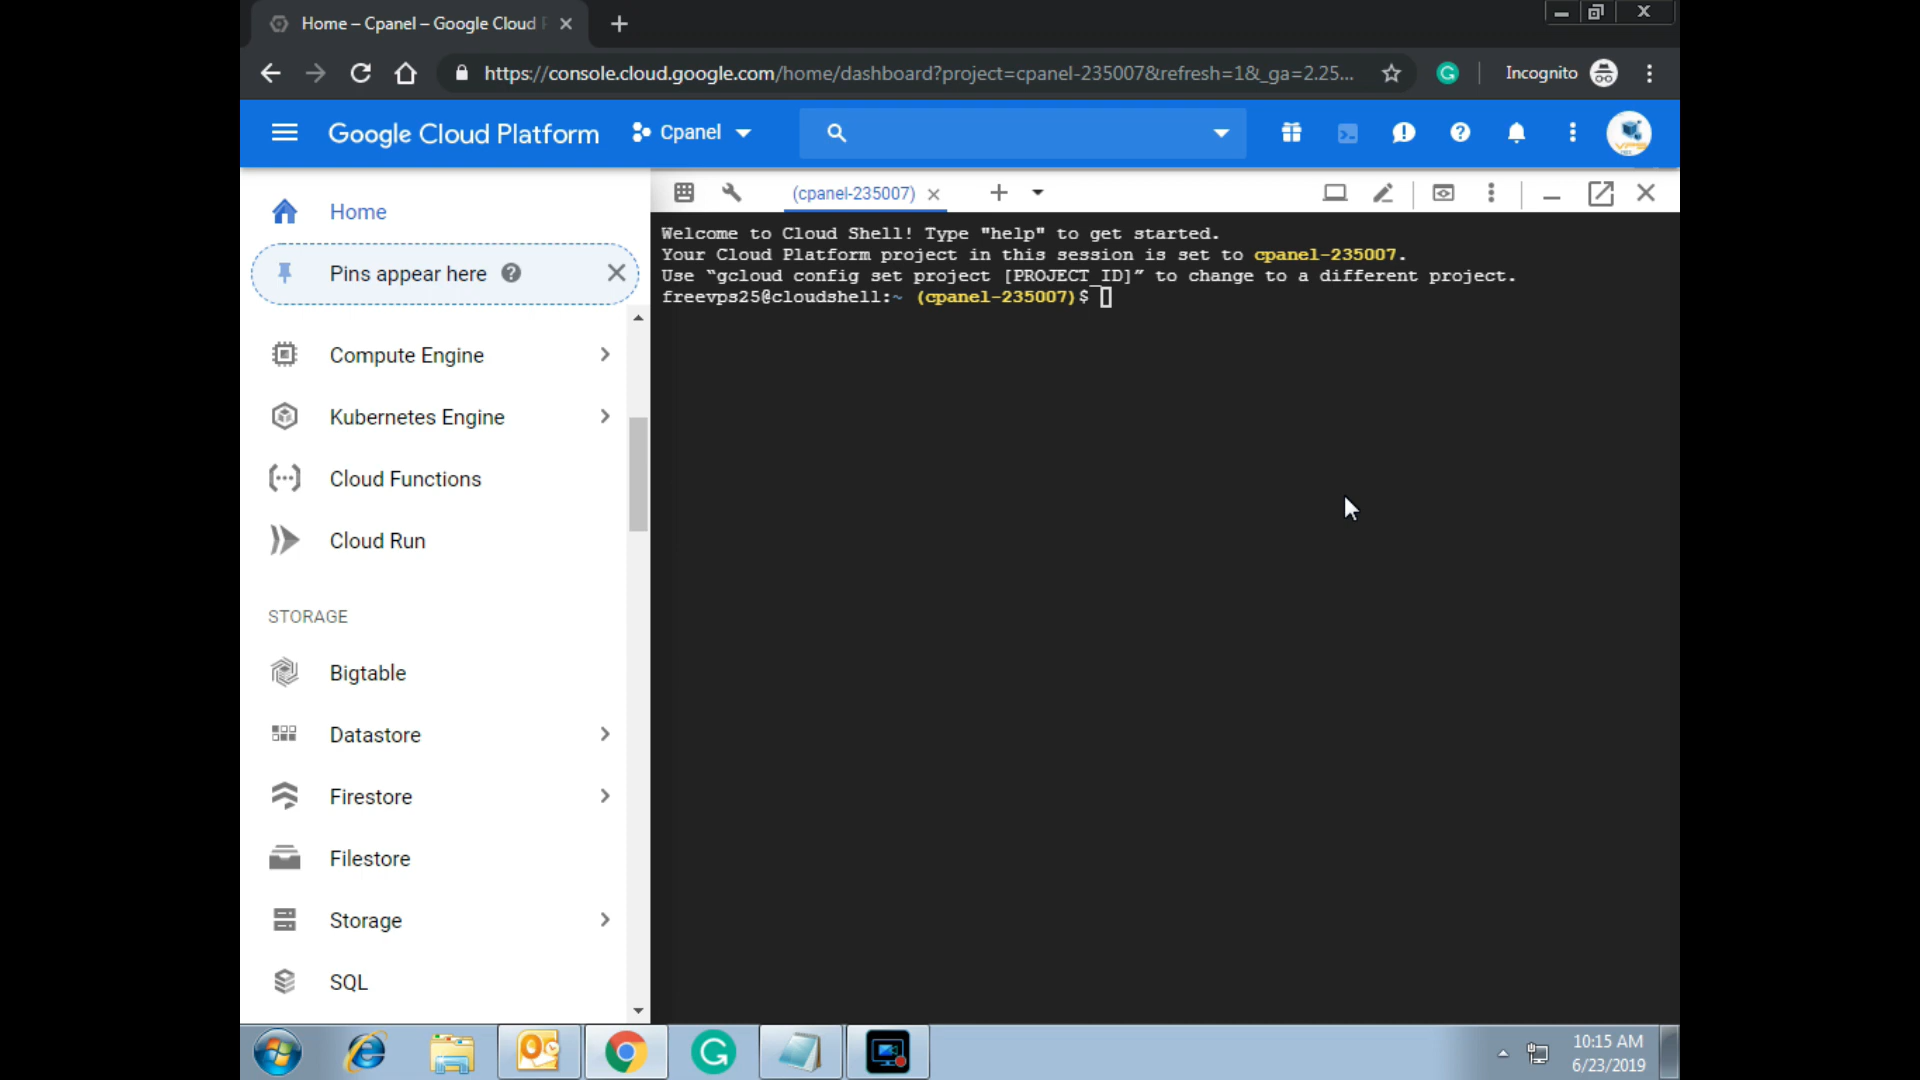 Home – Cpanel – Google Cloud P
https://console.cloud.google.com/home/dashboard?project=cpanel-235007&refresh=1&_ga=2.25...
Incognito
Google Cloud Platform
Cpanel
Home
Pins appear here
Compute Engine
Kubernetes Engine
Cloud Functions
Cloud Run
STORAGE
Bigtable
Datastore
Firestore
Filestore
Storage
SQL
(cpanel-235007)
Welcome to Cloud Shell! Type "help" to get started.
Your Cloud Platform project in this session is set to cpanel-235007.
Use “gcloud config set project [PROJECT_ID]” to change to a different project.
freevps25@cloudshell:~ (cpanel-235007)$
10:15 AM
6/23/2019